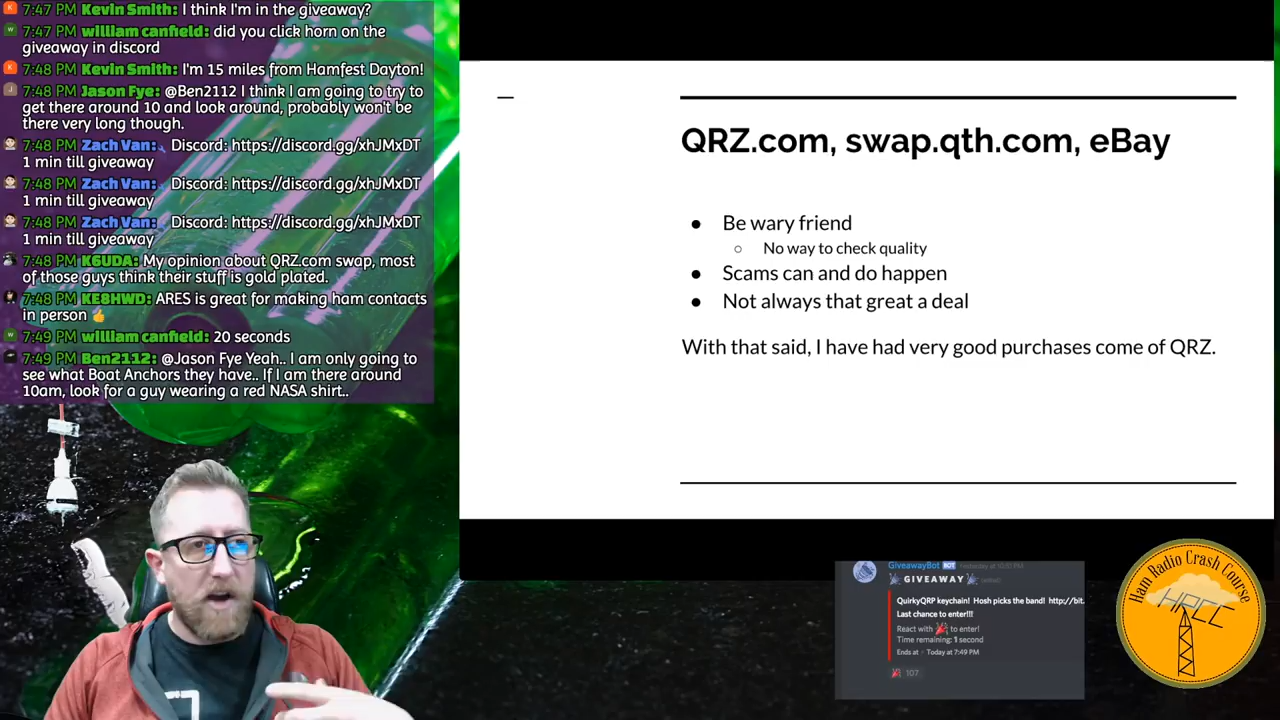 7:47 PM Kevin Smith: I think I'm in the giveaway?
7:47 PM william canfield: did you click horn on the
giveaway in discord
7:48 PM Kevin Smith: I'm 15 miles from Hamfest Dayton!
7:48 PM Jason Fye: @Ben2112 I think I am going to try to
get there around 10 and look around, probably won't be
there very long though.
7:48 PM Zach Van: Discord: https://discord.gg/xhJMxDT
1 min till giveaway
7:48 PM Zach Van: Discord: https://discord.gg/xhJMxDT
1 min till giveaway
7:48 PM Zach Van: Discord: https://discord.gg/xhJMxDT
1 min till giveaway
7:48 PM K6UDA: My opinion about QRZ.com swap, most
of those guys think their stuff is gold plated.
7:48 PM KE8HWD: ARES is great for making ham contacts
in person 👍
7:49 PM william canfield: 20 seconds
7:49 PM Ben2112: @Jason Fye Yeah.. I am only going to
see what Boat Anchors they have.. If I am there around
10am, look for a guy wearing a red NASA shirt..
QRZ.com, swap.qth.com, eBay
● Be wary friend
○ No way to check quality
● Scams can and do happen
● Not always that great a deal
With that said, I have had very good purchases come of QRZ.
GiveawayBot BOT Yesterday at 10:51 PM
🎉 GIVEAWAY 🎉
QuirkyQRP keychain! Hosh picks the band! http://bit.
Last chance to enter!!!
React with 🎉 to enter!
Time remaining: 1 second
Ends at • Today at 7:49 PM
🎉 107
Ham Radio Crash Course
HRCC